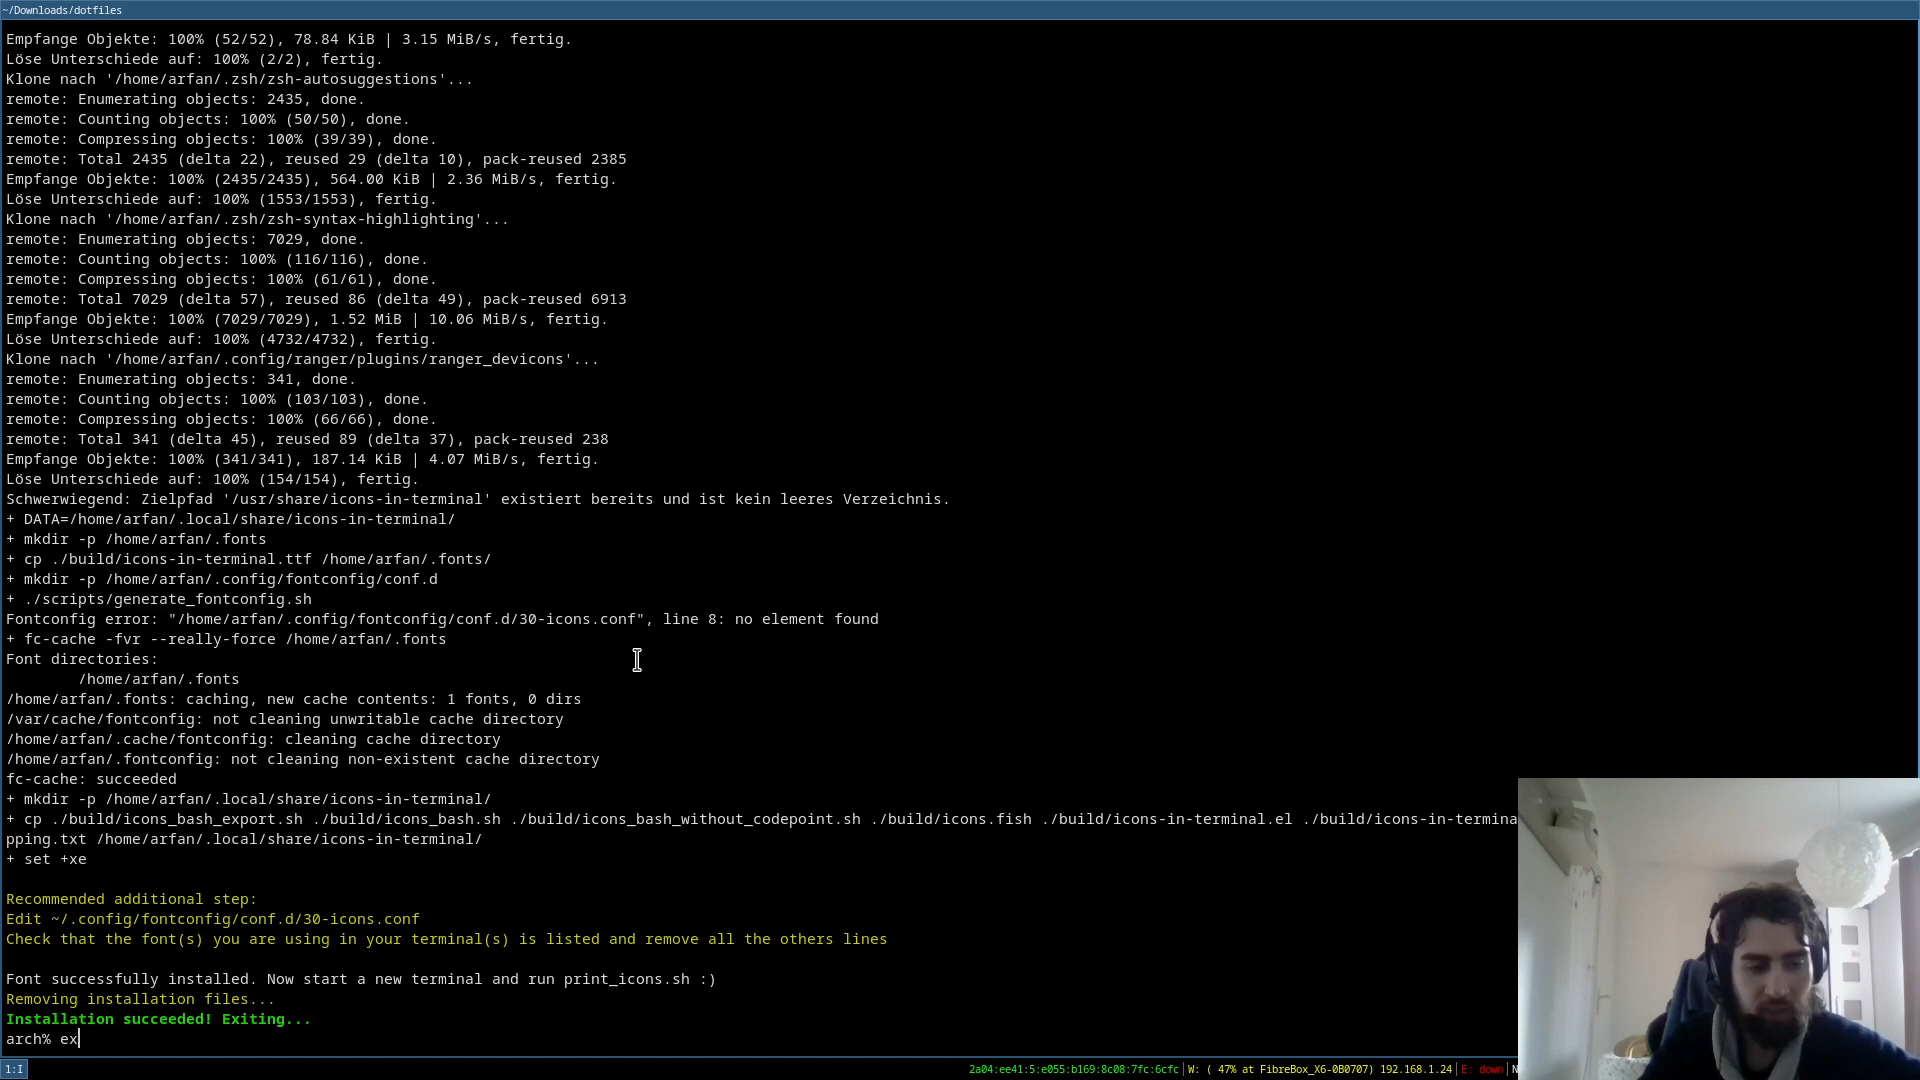 ~/Downloads/dotfiles
Empfange Objekte: 100% (52/52), 78.84 KiB | 3.15 MiB/s, fertig.
Löse Unterschiede auf: 100% (2/2), fertig.
Klone nach '/home/arfan/.zsh/zsh-autosuggestions'...
remote: Enumerating objects: 2435, done.
remote: Counting objects: 100% (50/50), done.
remote: Compressing objects: 100% (39/39), done.
remote: Total 2435 (delta 22), reused 29 (delta 10), pack-reused 2385
Empfange Objekte: 100% (2435/2435), 564.00 KiB | 2.36 MiB/s, fertig.
Löse Unterschiede auf: 100% (1553/1553), fertig.
Klone nach '/home/arfan/.zsh/zsh-syntax-highlighting'...
remote: Enumerating objects: 7029, done.
remote: Counting objects: 100% (116/116), done.
remote: Compressing objects: 100% (61/61), done.
remote: Total 7029 (delta 57), reused 86 (delta 49), pack-reused 6913
Empfange Objekte: 100% (7029/7029), 1.52 MiB | 10.06 MiB/s, fertig.
Löse Unterschiede auf: 100% (4732/4732), fertig.
Klone nach '/home/arfan/.config/ranger/plugins/ranger_devicons'...
remote: Enumerating objects: 341, done.
remote: Counting objects: 100% (103/103), done.
remote: Compressing objects: 100% (66/66), done.
remote: Total 341 (delta 45), reused 89 (delta 37), pack-reused 238
Empfange Objekte: 100% (341/341), 187.14 KiB | 4.07 MiB/s, fertig.
Löse Unterschiede auf: 100% (154/154), fertig.
Schwerwiegend: Zielpfad '/usr/share/icons-in-terminal' existiert bereits und ist kein leeres Verzeichnis.
+ DATA=/home/arfan/.local/share/icons-in-terminal/
+ mkdir -p /home/arfan/.fonts
+ cp ./build/icons-in-terminal.ttf /home/arfan/.fonts/
+ mkdir -p /home/arfan/.config/fontconfig/conf.d
+ ./scripts/generate_fontconfig.sh
Fontconfig error: "/home/arfan/.config/fontconfig/conf.d/30-icons.conf", line 8: no element found
+ fc-cache -fvr --really-force /home/arfan/.fonts
Font directories:
/home/arfan/.fonts
/home/arfan/.fonts: caching, new cache contents: 1 fonts, 0 dirs
/var/cache/fontconfig: not cleaning unwritable cache directory
/home/arfan/.cache/fontconfig: cleaning cache directory
/home/arfan/.fontconfig: not cleaning non-existent cache directory
fc-cache: succeeded
+ mkdir -p /home/arfan/.local/share/icons-in-terminal/
+ cp ./build/icons_bash_export.sh ./build/icons_bash.sh ./build/icons_bash_without_codepoint.sh ./build/icons.fish ./build/icons-in-terminal.el ./build/icons-in-termina
pping.txt /home/arfan/.local/share/icons-in-terminal/
+ set +xe
Recommended additional step:
Edit ~/.config/fontconfig/conf.d/30-icons.conf
Check that the font(s) you are using in your terminal(s) is listed and remove all the others lines
Font successfully installed. Now start a new terminal and run print_icons.sh :)
Removing installation files...
Installation succeeded! Exiting...
arch% ex
1:I 2a04:ee41:5:e055:b169:8c08:7fc:6cfc W: ( 47% at FibreBox_X6-0B0707) 192.168.1.24 E: down N